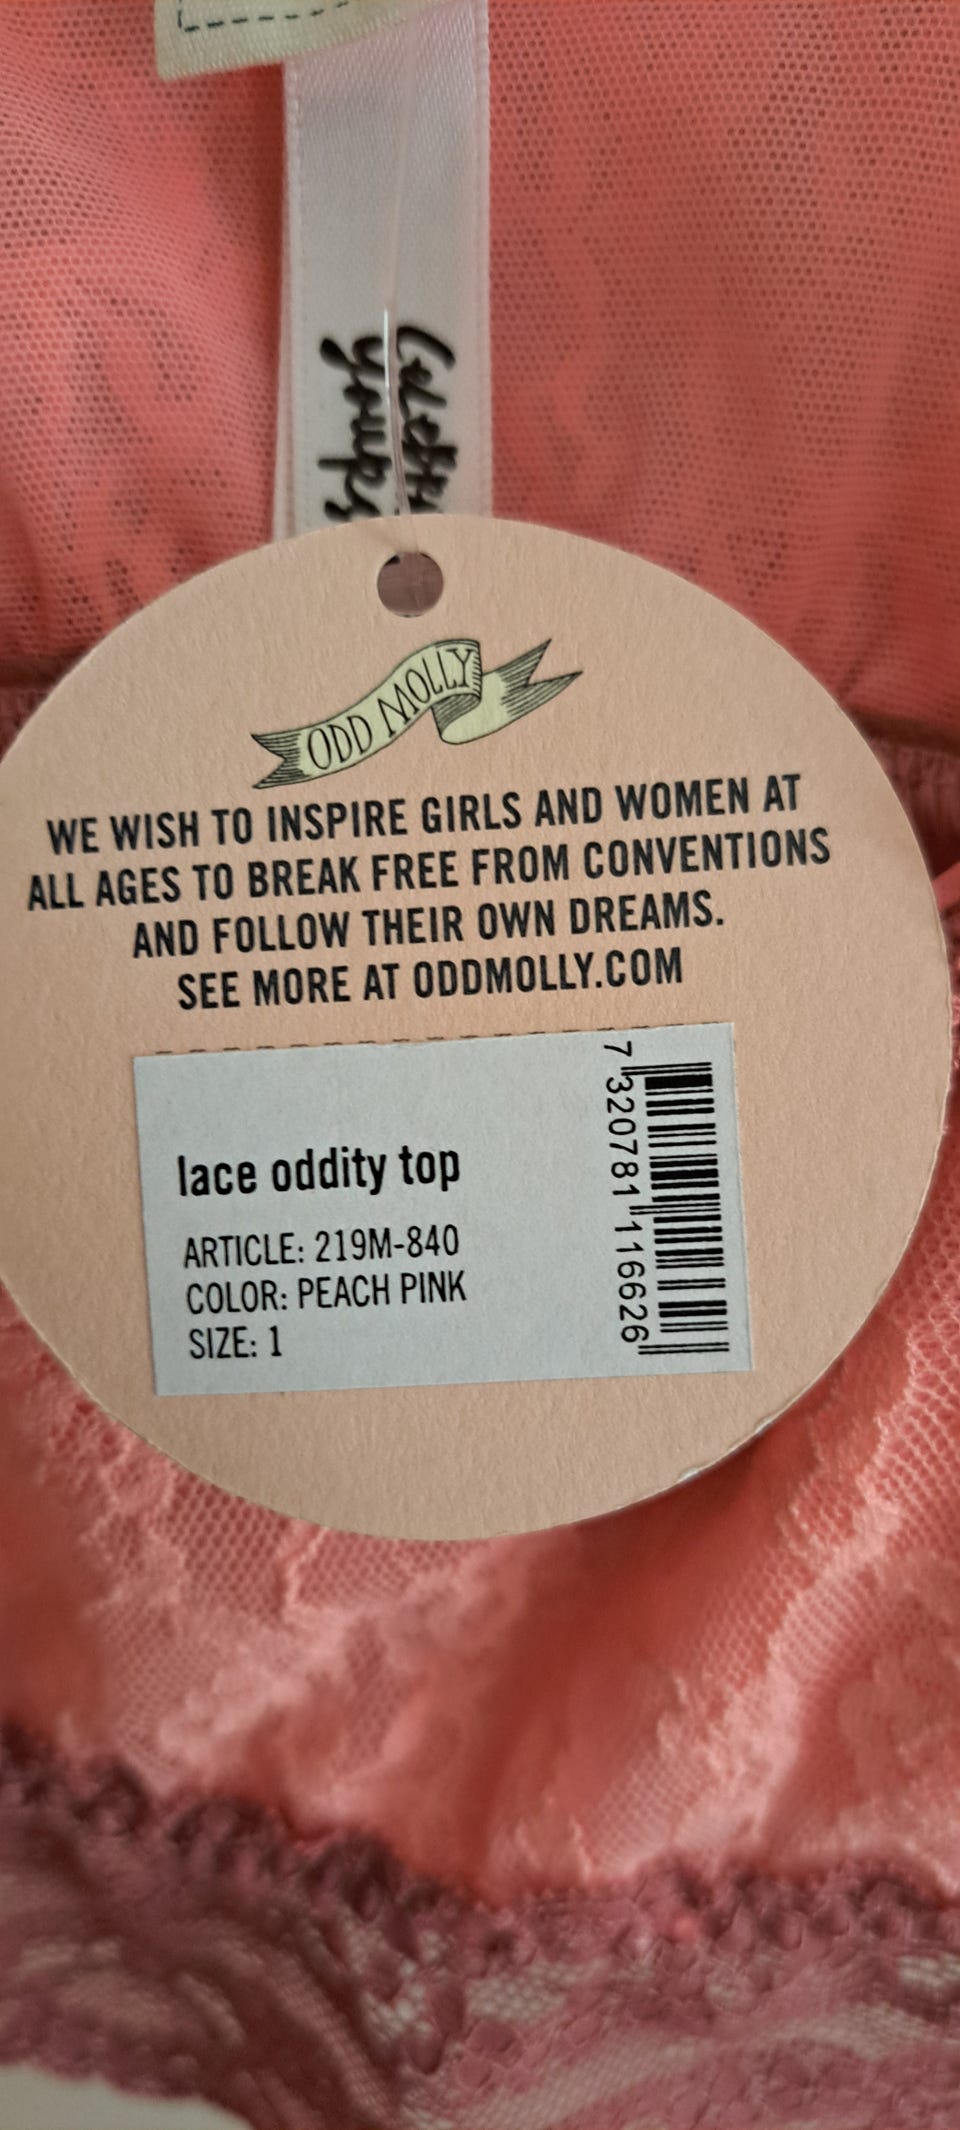 ODD MOLLY
WE WISH TO INSPIRE GIRLS AND WOMEN AT
ALL AGES TO BREAK FREE FROM CONVENTIONS
AND FOLLOW THEIR OWN DREAMS.
SEE MORE AT ODDMOLLY.COM
lace oddity top
ARTICLE: 219M-840
COLOR: PEACH PINK
SIZE: 1
7 320781 116626